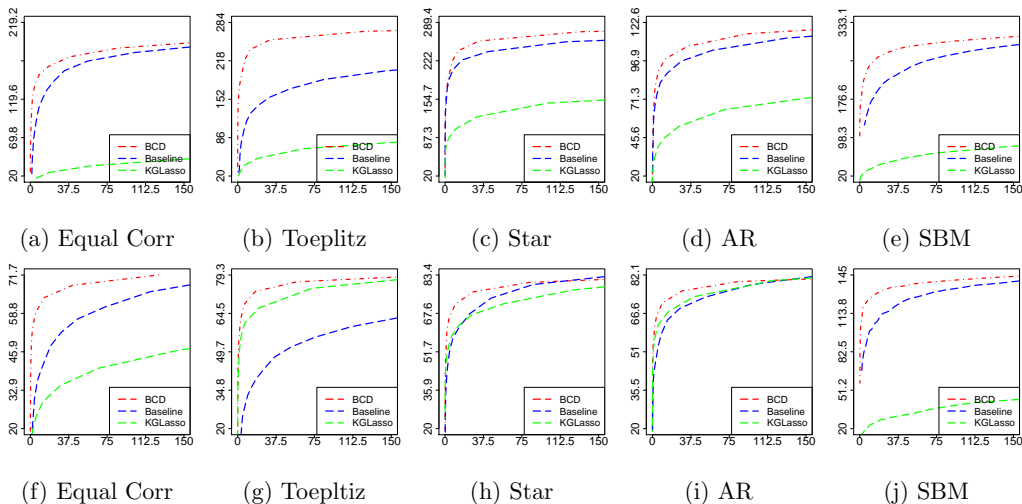 219.2
119.6
69.8
20
0 37.5 75 112.5 150
BCD
Baseline
KGLasso
(a) Equal Corr
284
218
152
86
20
0 37.5 75 112.5 150
BCD
Baseline
KGLasso
(b) Toeplitz
289.4
222
154.7
87.3
20
0 37.5 75 112.5 150
BCD
Baseline
KGLasso
(c) Star
122.6
96.9
71.3
45.6
20
0 37.5 75 112.5 150
BCD
Baseline
KGLasso
(d) AR
333.1
176.6
98.3
20
0 37.5 75 112.5 150
BCD
Baseline
KGLasso
(e) SBM
71.7
58.8
45.9
32.9
20
0 37.5 75 112.5 150
BCD
Baseline
KGLasso
(f) Equal Corr
79.3
64.5
49.7
34.8
20
0 37.5 75 112.5 150
BCD
Baseline
KGLasso
(g) Toepltiz
83.4
67.6
51.7
35.9
20
0 37.5 75 112.5 150
BCD
Baseline
KGLasso
(h) Star
82.1
66.6
51
35.5
20
0 37.5 75 112.5 150
BCD
Baseline
KGLasso
(i) AR
145
113.8
82.5
51.2
20
0 37.5 75 112.5 150
BCD
Baseline
KGLasso
(j) SBM